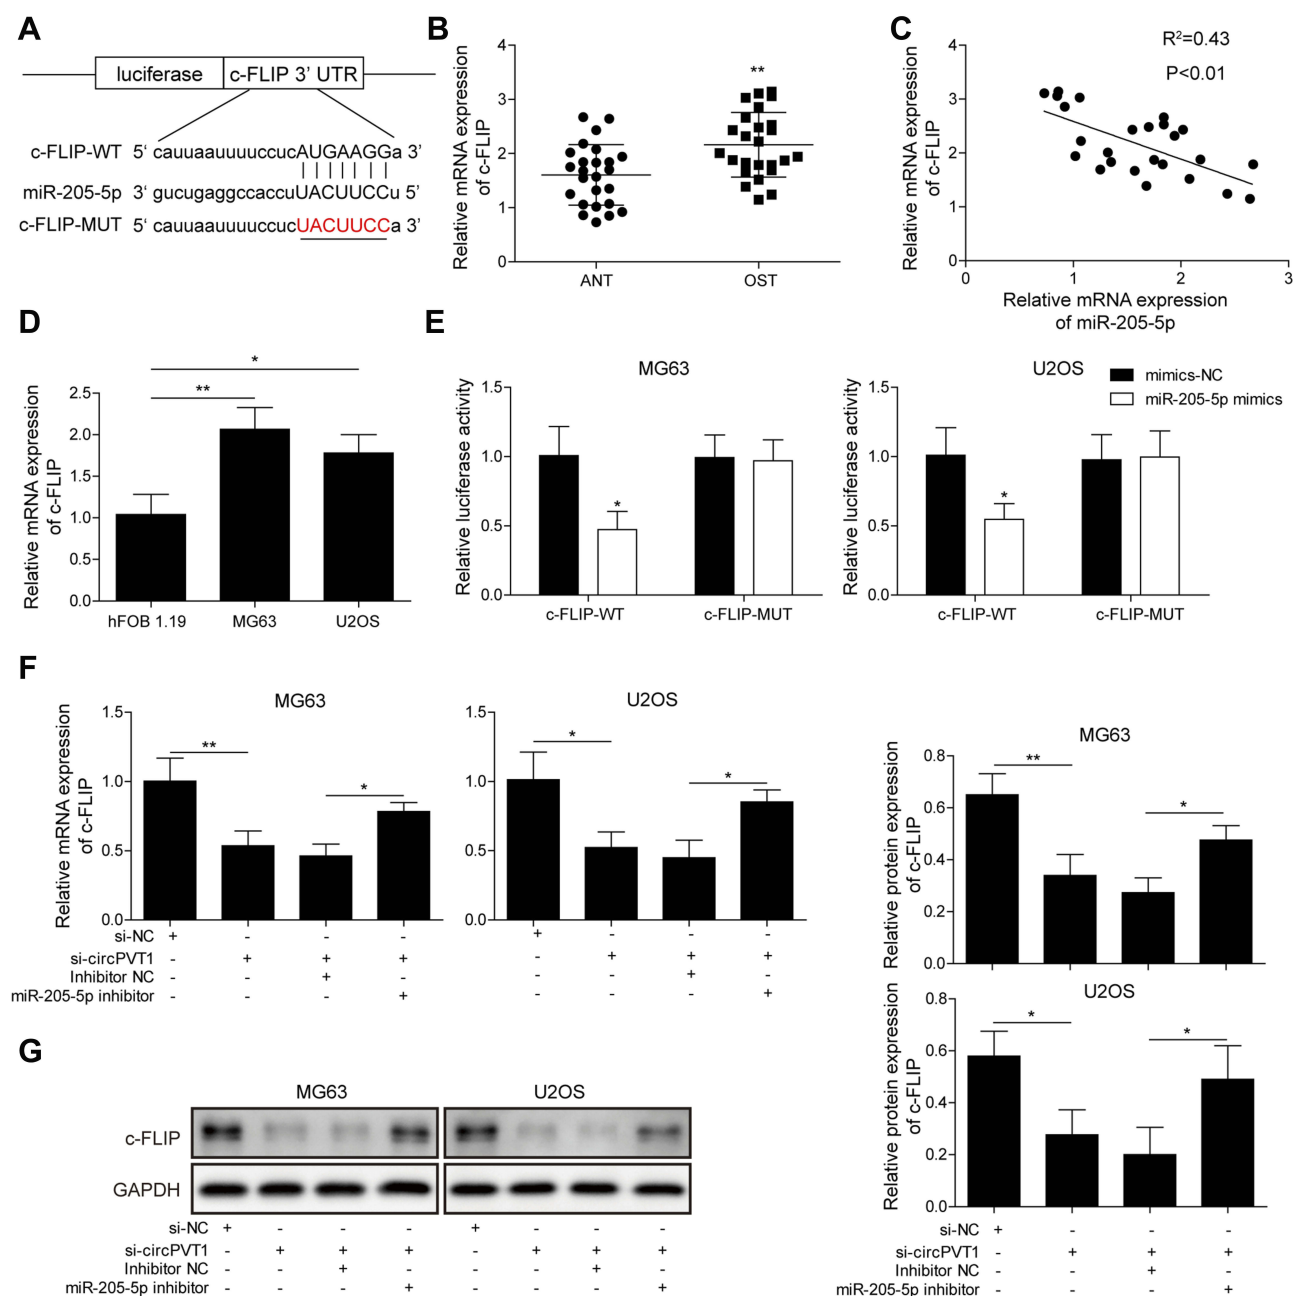 A
luciferase
c-FLIP 3' UTR
c-FLIP-WT 5‘ cauuaauuuuccucAUGAAGGa 3’
miR-205-5p 3‘ gucugaggccaccuUACUUCCu 5’
c-FLIP-MUT 5‘ cauuaauuuuccucUACUUCCa 3’
B
Relative mRNA expression
of c-FLIP
4
3
2
1
0
**
ANT
OST
C
Relative mRNA expression
of c-FLIP
4
3
2
1
0
R²=0.43
P<0.01
0
1
2
3
Relative mRNA expression
of miR-205-5p
D
Relative mRNA expression
of c-FLIP
2.5
2.0
1.5
1.0
0.5
0.0
*
**
hFOB 1.19
MG63
U2OS
E
MG63
Relative luciferase activity
1.5
1.0
0.5
0.0
*
c-FLIP-WT
c-FLIP-MUT
U2OS
mimics-NC
miR-205-5p mimics
Relative luciferase activity
1.5
1.0
0.5
0.0
*
c-FLIP-WT
c-FLIP-MUT
F
MG63
Relative mRNA expression
of c-FLIP
1.5
1.0
0.5
0.0
**
*
U2OS
1.5
1.0
0.5
0.0
*
*
si-NC + - - - + - - -
si-circPVT1 - + + + - + + +
Inhibitor NC - - + - - - + -
miR-205-5p inhibitor - - - + - - - +
MG63
Relative protein expression
of c-FLIP
0.8
0.6
0.4
0.2
0.0
**
*
U2OS
Relative protein expression
of c-FLIP
0.8
0.6
0.4
0.2
0.0
*
*
si-NC + - - -
si-circPVT1 - + + +
Inhibitor NC - - + -
miR-205-5p inhibitor - - - +
G
MG63
U2OS
c-FLIP
GAPDH
si-NC + - - - + - - -
si-circPVT1 - + + + - + + +
Inhibitor NC - - + - - - + -
miR-205-5p inhibitor - - - + - - - +